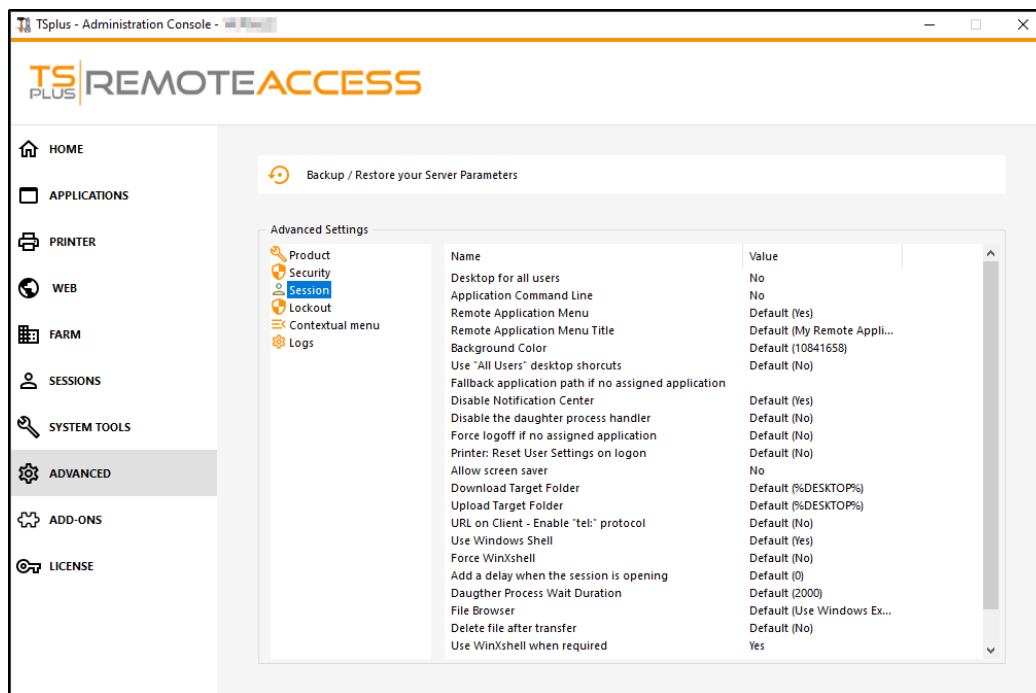 TSplus - Administration Console -
TS PLUS REMOTEACCESS
HOME
APPLICATIONS
PRINTER
WEB
FARM
SESSIONS
SYSTEM TOOLS
ADVANCED
ADD-ONS
LICENSE
Backup / Restore your Server Parameters
Advanced Settings
Product
Security
Session
Lockout
Contextual menu
Logs
Name Value
Desktop for all users No
Application Command Line No
Remote Application Menu Default (Yes)
Remote Application Menu Title Default (My Remote Appli...
Background Color Default (10841658)
Use "All Users" desktop shorcuts Default (No)
Fallback application path if no assigned application
Disable Notification Center Default (Yes)
Disable the daughter process handler Default (No)
Force logoff if no assigned application Default (No)
Printer: Reset User Settings on logon Default (No)
Allow screen saver No
Download Target Folder Default (%DESKTOP%)
Upload Target Folder Default (%DESKTOP%)
URL on Client - Enable "tel:" protocol Default (No)
Use Windows Shell Default (Yes)
Force WinXshell Default (No)
Add a delay when the session is opening Default (0)
Daugther Process Wait Duration Default (2000)
File Browser Default (Use Windows Ex...
Delete file after transfer Default (No)
Use WinXshell when required Yes